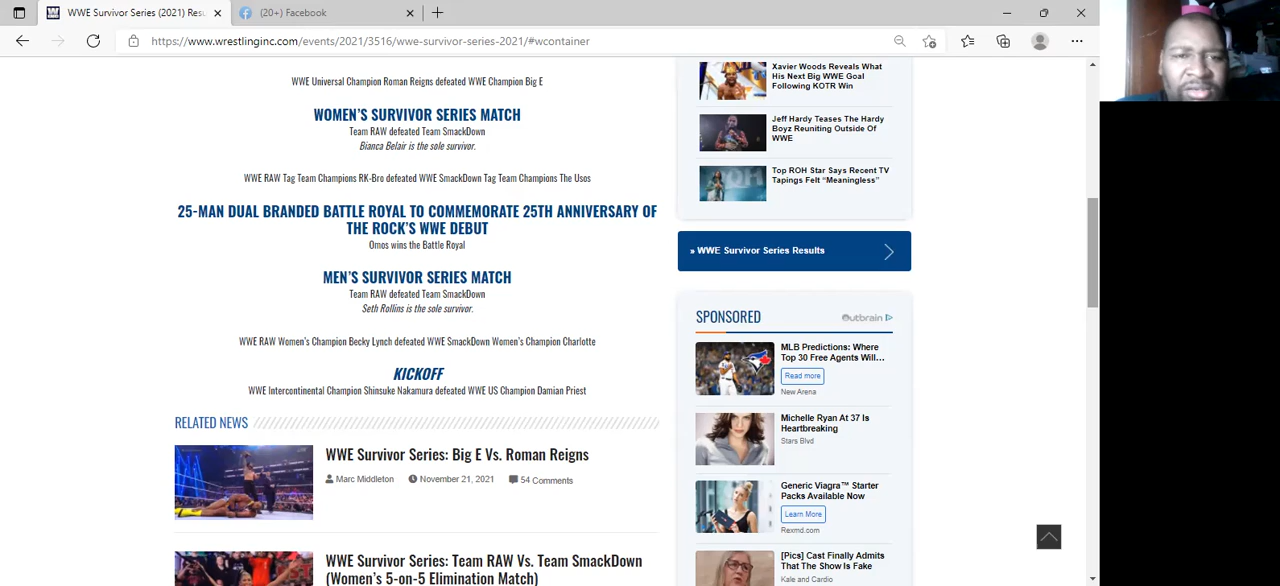 WWE Survivor Series (2021) Resu
(20+) Facebook
https://www.wrestlinginc.com/events/2021/3516/wwe-survivor-series-2021/#wcontainer
WWE Universal Champion Roman Reigns defeated WWE Champion Big E
WOMEN'S SURVIVOR SERIES MATCH
Team RAW defeated Team SmackDown
Bianca Belair is the sole survivor.
WWE RAW Tag Team Champions RK-Bro defeated WWE SmackDown Tag Team Champions The Usos
25-MAN DUAL BRANDED BATTLE ROYAL TO COMMEMORATE 25TH ANNIVERSARY OF
THE ROCK'S WWE DEBUT
Omos wins the Battle Royal
MEN'S SURVIVOR SERIES MATCH
Team RAW defeated Team SmackDown
Seth Rollins is the sole survivor.
WWE RAW Women's Champion Becky Lynch defeated WWE SmackDown Women's Champion Charlotte
KICKOFF
WWE Intercontinental Champion Shinsuke Nakamura defeated WWE US Champion Damian Priest
RELATED NEWS
WWE Survivor Series: Big E Vs. Roman Reigns
Marc Middleton November 21, 2021 54 Comments
WWE Survivor Series: Team RAW Vs. Team SmackDown
(Women's 5-on-5 Elimination Match)
Xavier Woods Reveals What
His Next Big WWE Goal
Following KOTR Win
Jeff Hardy Teases The Hardy
Boyz Reuniting Outside Of
WWE
Top ROH Star Says Recent TV
Tapings Felt "Meaningless"
» WWE Survivor Series Results
SPONSORED
Outbrain
MLB Predictions: Where
Top 30 Free Agents Will...
Read more
New Arena
Michelle Ryan At 37 Is
Heartbreaking
Stars Blvd
Generic Viagra™ Starter
Packs Available Now
Learn More
Rexmd.com
[Pics] Cast Finally Admits
That The Show Is Fake
Kale and Cardio